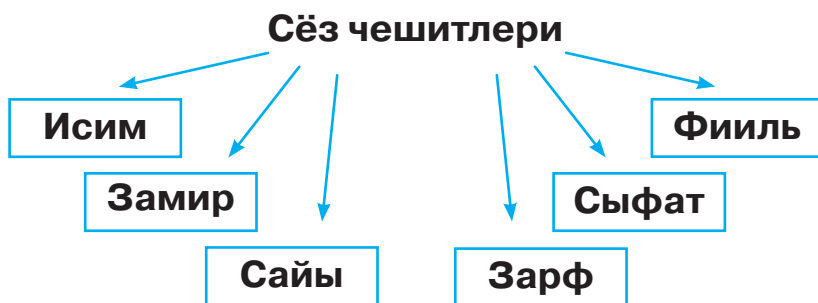 Сёз чешитлери
Исим
Фииль
Замир
Сыфат
Сайы
Зарф